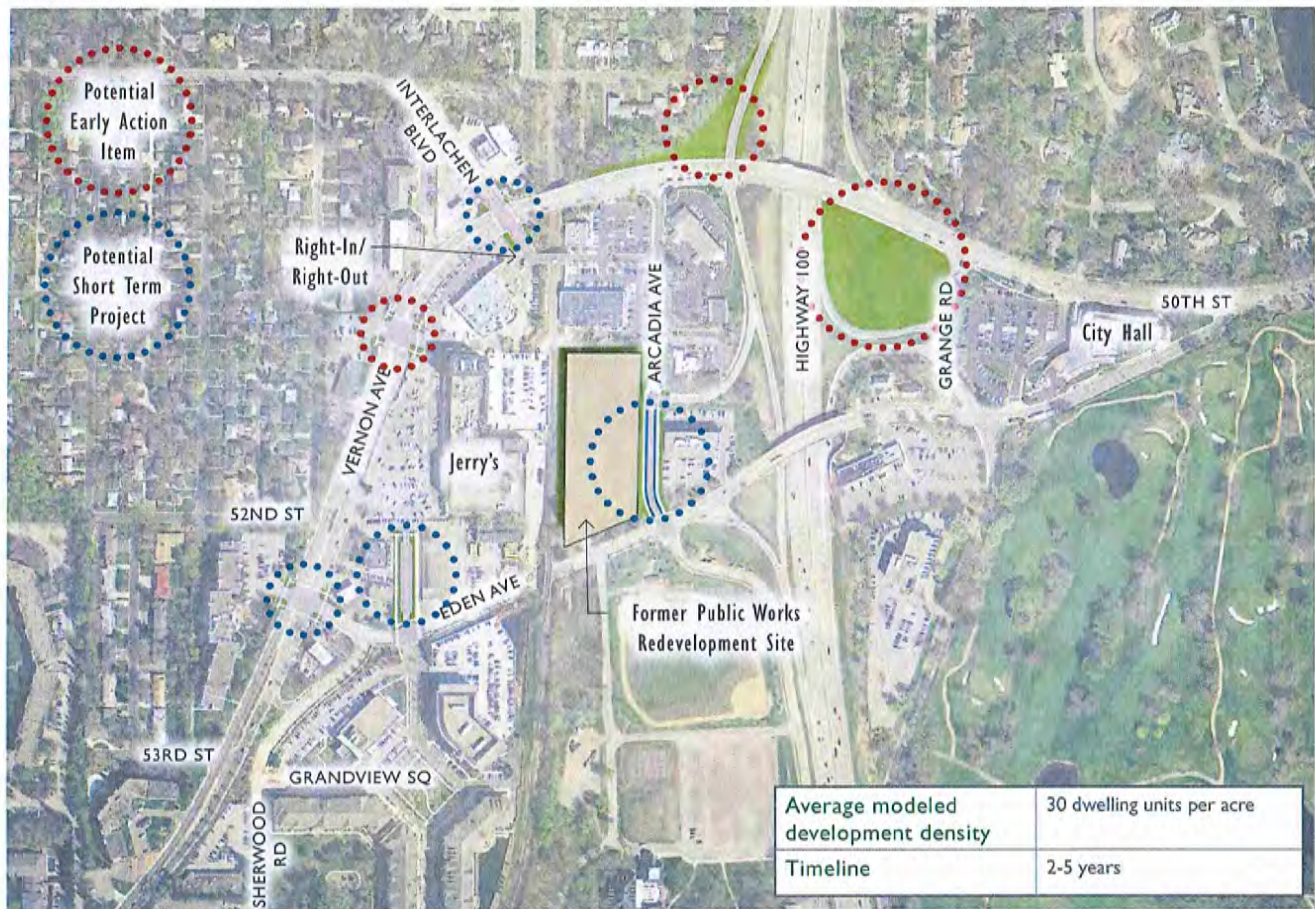 Potential
Early Action
Item
Potential
Short Term
Project
INTERLACHEN
BLVD
Right-In/
Right-Out
VERNON AVE
ARCADIA AVE
HIGHWAY 100
GRANGE RD
50TH ST
City Hall
Jerry's
52ND ST
EDEN AVE
Former Public Works
Redevelopment Site
53RD ST
GRANDVIEW SQ
SHERWOOD
RD
Average modeled
development density
30 dwelling units per acre
Timeline
2-5 years